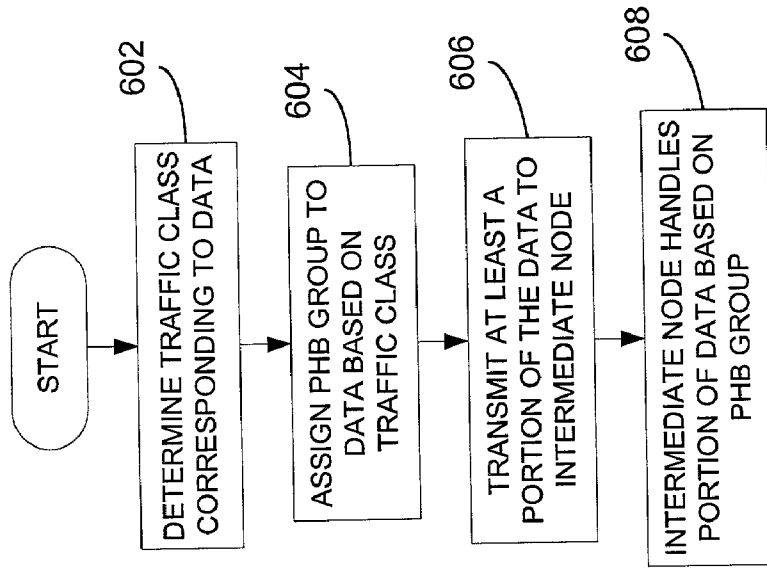 START
DETERMINE TRAFFIC CLASS
CORRESPONDING TO DATA
602
ASSIGN PHB GROUP TO
DATA BASED ON
TRAFFIC CLASS
604
TRANSMIT AT LEAST A
PORTION OF THE DATA TO
INTERMEDIATE NODE
606
INTERMEDIATE NODE HANDLES
PORTION OF DATA BASED ON
PHB GROUP
608